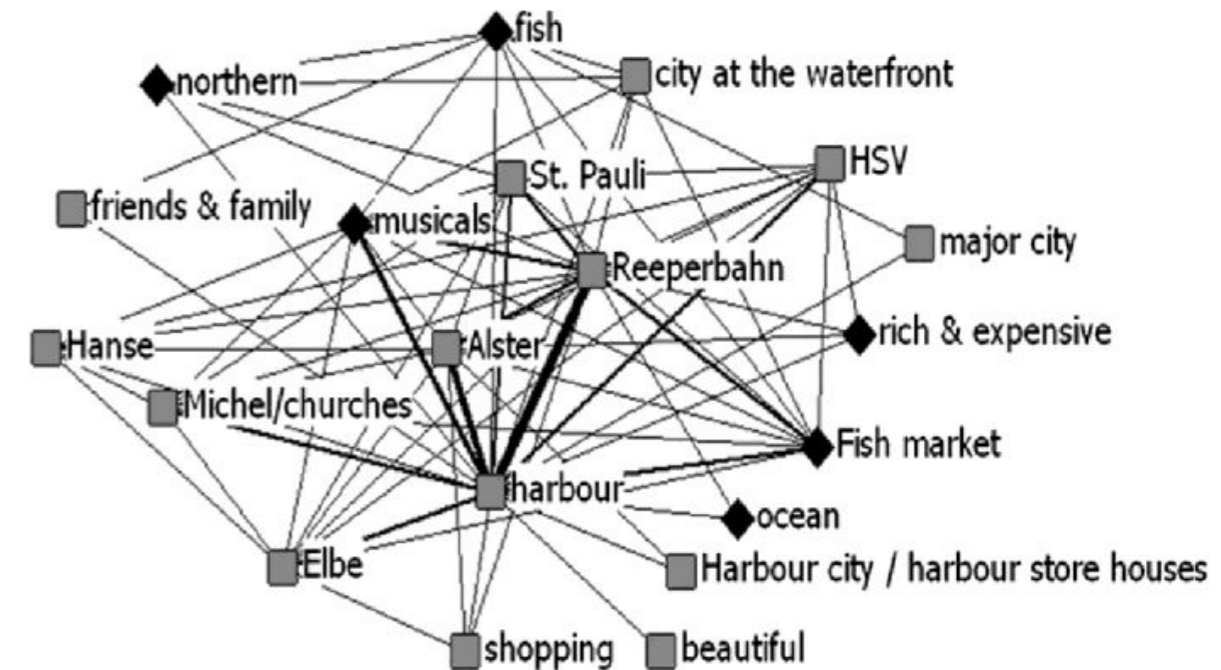 fish
northern
city at the waterfront
St. Pauli
HSV
friends & family
musicals
major city
Reeperbahn
Hanse
Alster
rich & expensive
Michel/churches
Fish market
harbour
ocean
Elbe
Harbour city / harbour store houses
shopping
beautiful